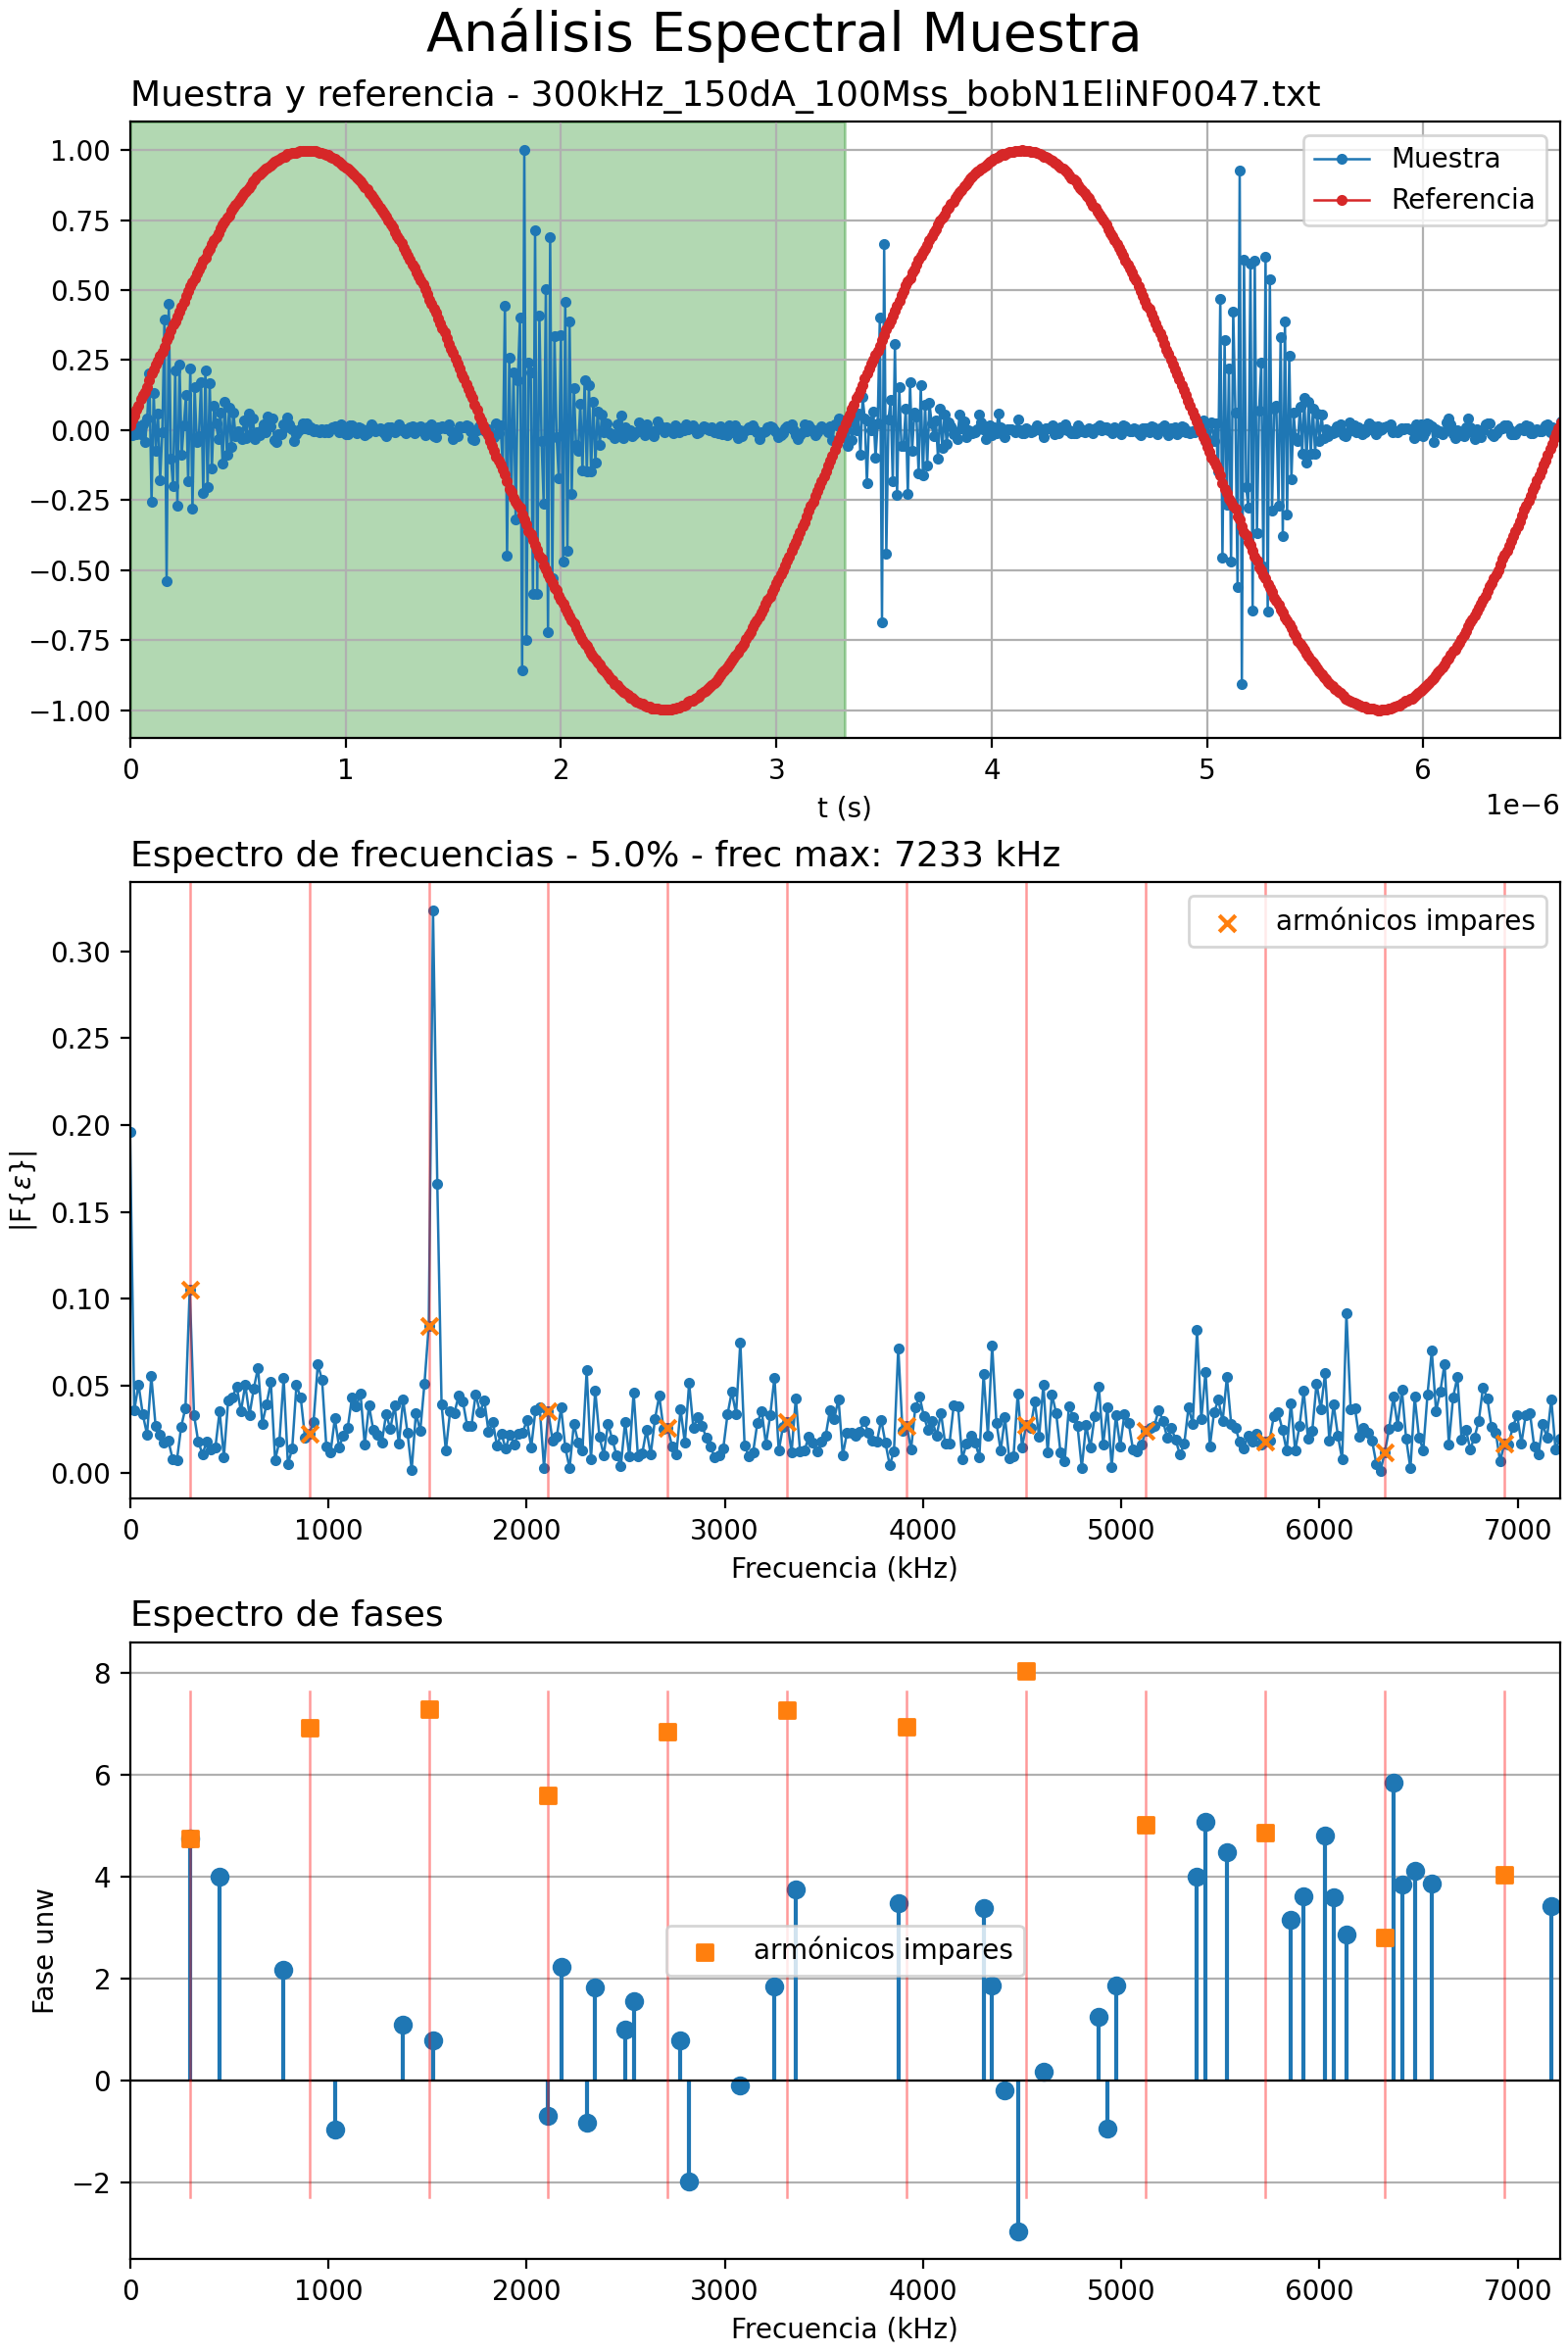 Análisis Espectral Muestra
Muestra y referencia - 300kHz_150dA_100Mss_bobN1EliNF0047.txt
Muestra
Referencia
1.00
0.75
0.50
0.25
0.00
−0.25
−0.50
−0.75
−1.00
0 1 2 3 4 5 6
t (s)
1e−6
Espectro de frecuencias - 5.0% - frec max: 7233 kHz
armónicos impares
|F{ε}|
0.30
0.25
0.20
0.15
0.10
0.05
0.00
0 1000 2000 3000 4000 5000 6000 7000
Frecuencia (kHz)
Espectro de fases
armónicos impares
Fase unw
8
6
4
2
0
−2
0 1000 2000 3000 4000 5000 6000 7000
Frecuencia (kHz)